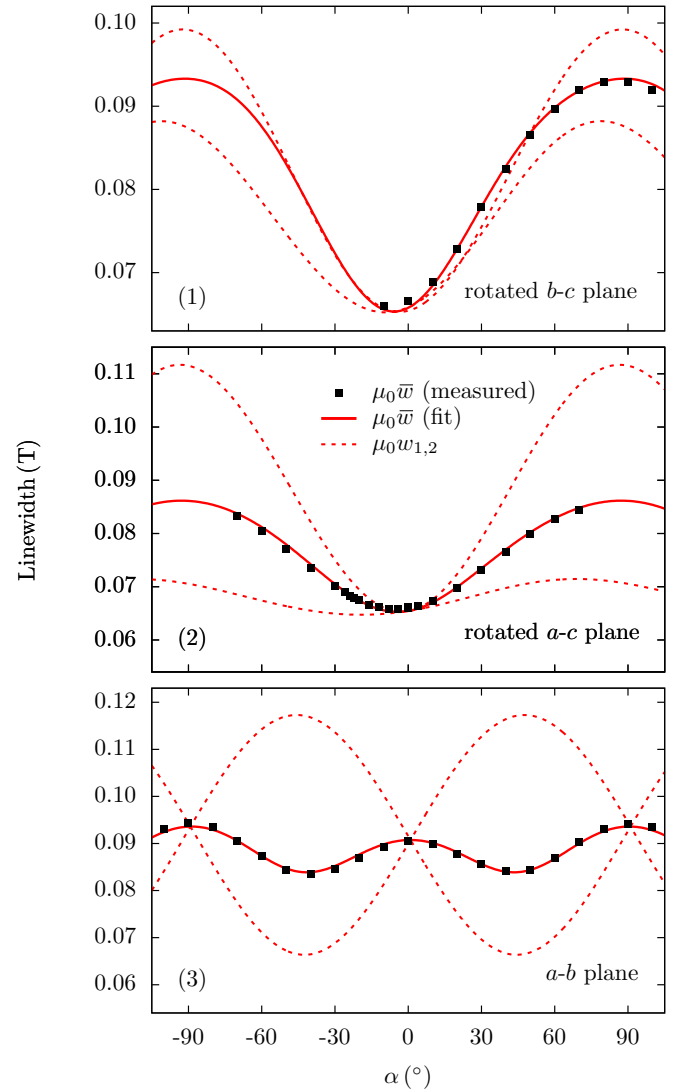 0.10
0.09
0.08
0.07
(1)
rotated b-c plane
0.11
0.10
0.09
0.08
0.07
0.06
μ₀w̅ (measured)
μ₀w̅ (fit)
μ₀w₁,₂
(2)
rotated a-c plane
Linewidth (T)
0.12
0.11
0.10
0.09
0.08
0.07
0.06
(3)
a-b plane
-90 -60 -30 0 30 60 90
α (°)